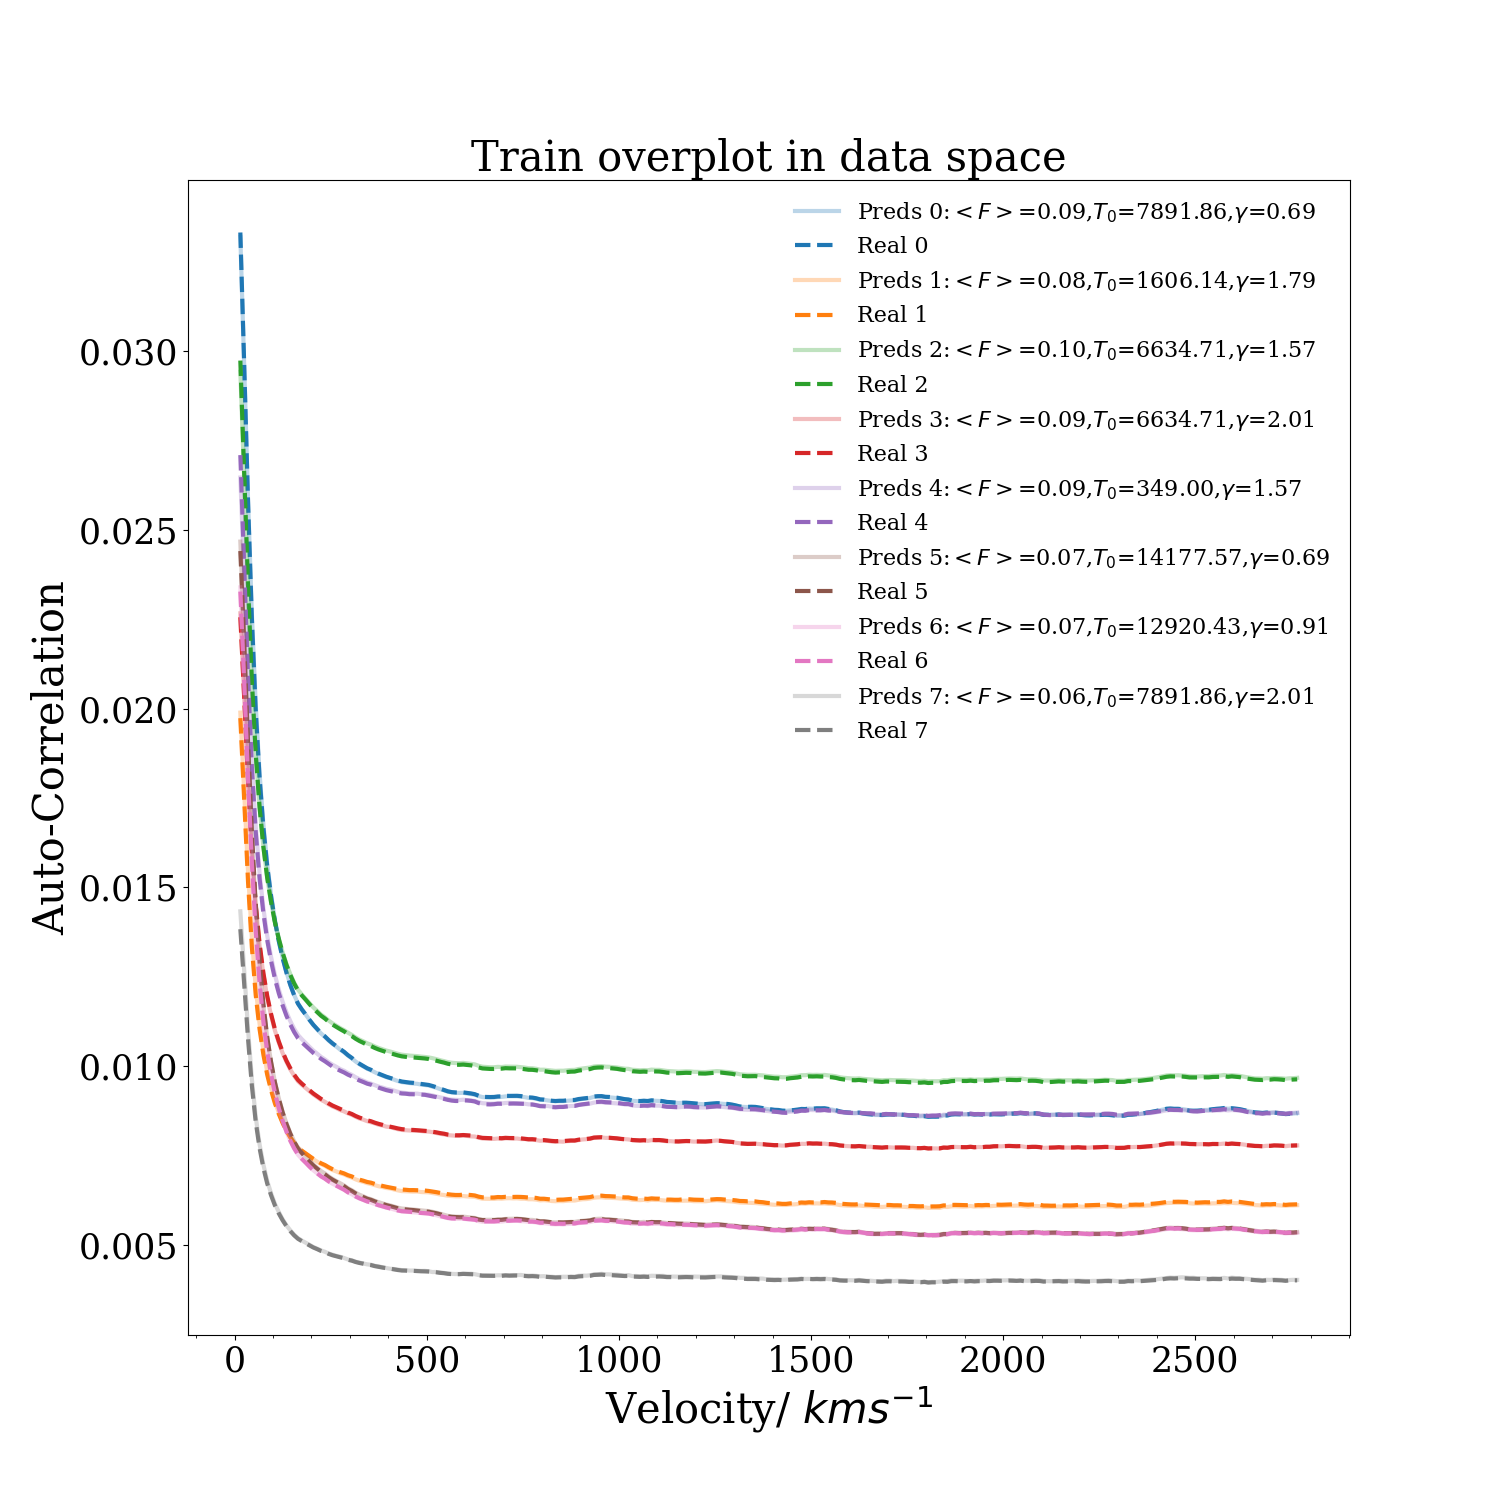 Train overplot in data space
Preds 0: < F > =0.09,T₀=7891.86,γ=0.69
Real 0
Preds 1: < F > =0.08,T₀=1606.14,γ=1.79
Real 1
Preds 2: < F > =0.10,T₀=6634.71,γ=1.57
Real 2
Preds 3: < F > =0.09,T₀=6634.71,γ=2.01
Real 3
Preds 4: < F > =0.09,T₀=349.00,γ=1.57
Real 4
Preds 5: < F > =0.07,T₀=14177.57,γ=0.69
Real 5
Preds 6: < F > =0.07,T₀=12920.43,γ=0.91
Real 6
Preds 7: < F > =0.06,T₀=7891.86,γ=2.01
Real 7
Auto-Correlation
0.030
0.025
0.020
0.015
0.010
0.005
0 500 1000 1500 2000 2500
Velocity/ kms⁻¹